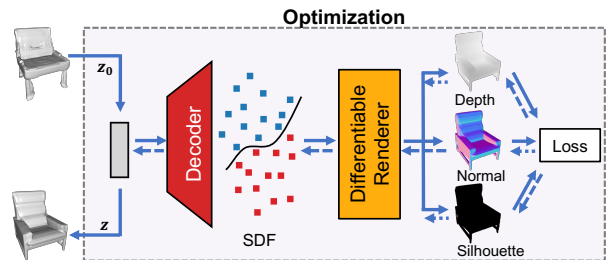 Optimization
z₀
z
Decoder
SDF
Differentiable
Renderer
Depth
Normal
Silhouette
Loss